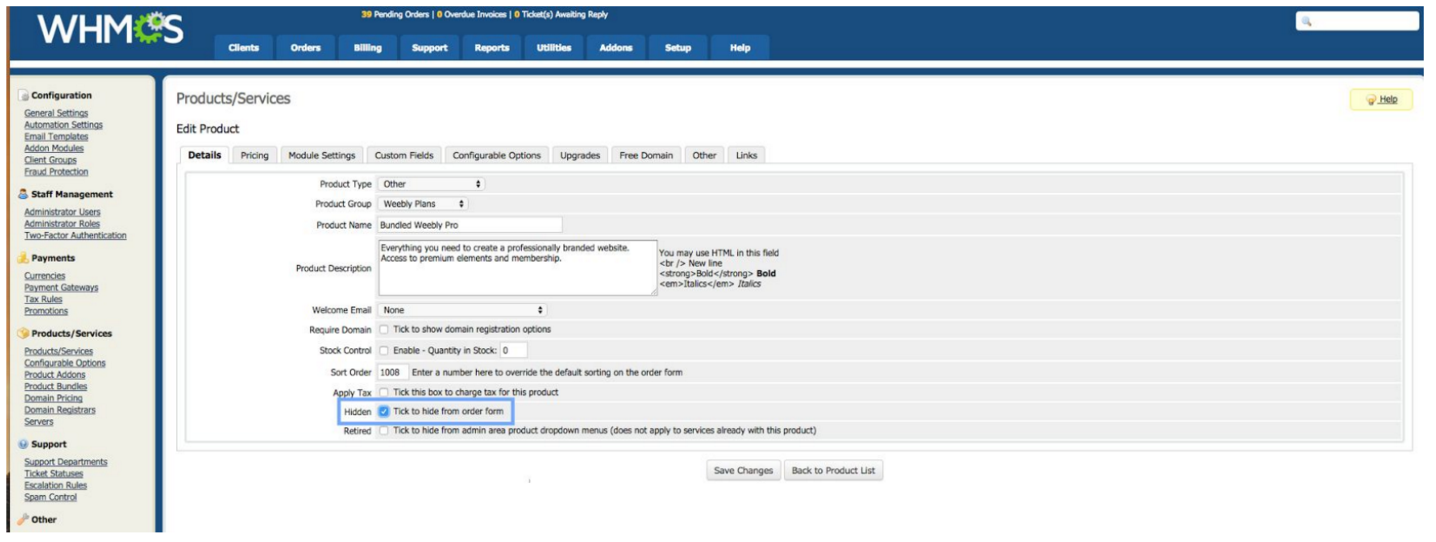 39 Pending Orders | 0 Overdue Invoices | 0 Ticket(s) Awaiting Reply
WHMCS
Clients Orders Billing Support Reports Utilities Addons Setup Help
Configuration
General Settings
Automation Settings
Email Templates
Addon Modules
Client Groups
Fraud Protection
Staff Management
Administrator Users
Administrator Roles
Two-Factor Authentication
Payments
Currencies
Payment Gateways
Tax Rules
Promotions
Products/Services
Products/Services
Configurable Options
Product Addons
Product Bundles
Domain Pricing
Domain Registrars
Servers
Support
Support Departments
Ticket Statuses
Escalation Rules
Spam Control
Other
Products/Services
Help
Edit Product
Details Pricing Module Settings Custom Fields Configurable Options Upgrades Free Domain Other Links
Product Type Other
Product Group Weebly Plans
Product Name Bundled Weebly Pro
Product Description
Everything you need to create a professionally branded website.
Access to premium elements and membership.
You may use HTML in this field
<br /> New line
<strong>Bold</strong> Bold
<em>Italics</em> Italics
Welcome Email None
Require Domain Tick to show domain registration options
Stock Control Enable - Quantity in Stock: 0
Sort Order 1008 Enter a number here to override the default sorting on the order form
Apply Tax Tick this box to charge tax for this product
Hidden Tick to hide from order form
Retired Tick to hide from admin area product dropdown menus (does not apply to services already with this product)
Save Changes Back to Product List